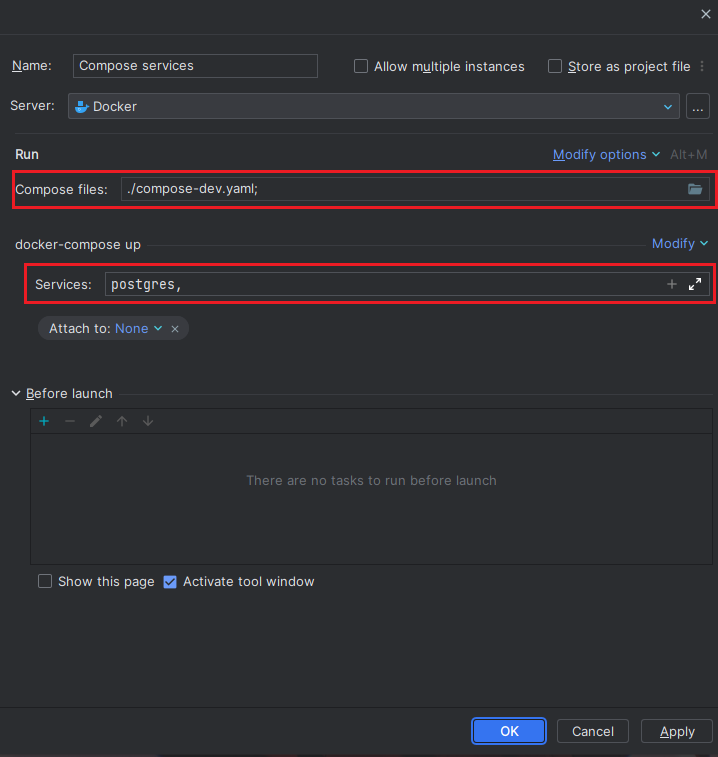 Name: Compose services Allow multiple instances Store as project file
Server: Docker ...
Run Modify options Alt+M
Compose files: ./compose-dev.yaml;
docker-compose up Modify
Services: postgres,
Attach to: None
Before launch
There are no tasks to run before launch
Show this page Activate tool window
OK Cancel Apply